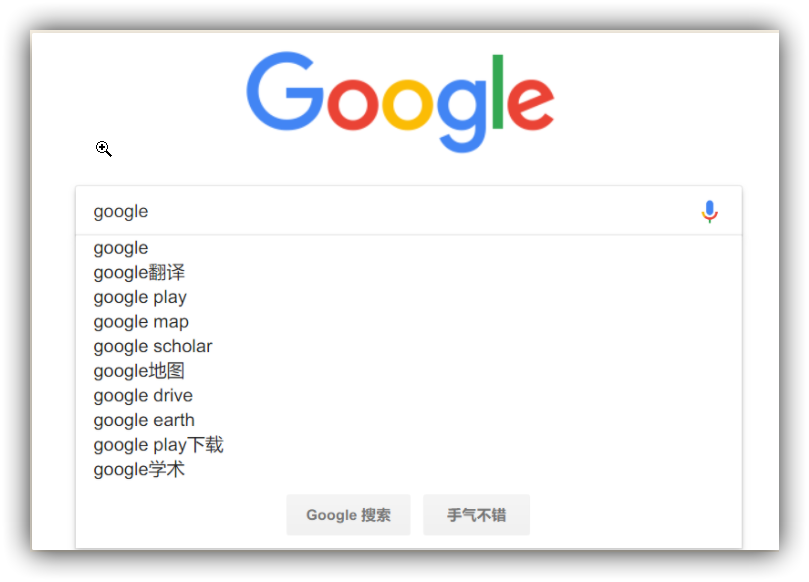 Google
google
google
google翻译
google play
google map
google scholar
google地图
google drive
google earth
google play下载
google学术
Google 搜索 手气不错